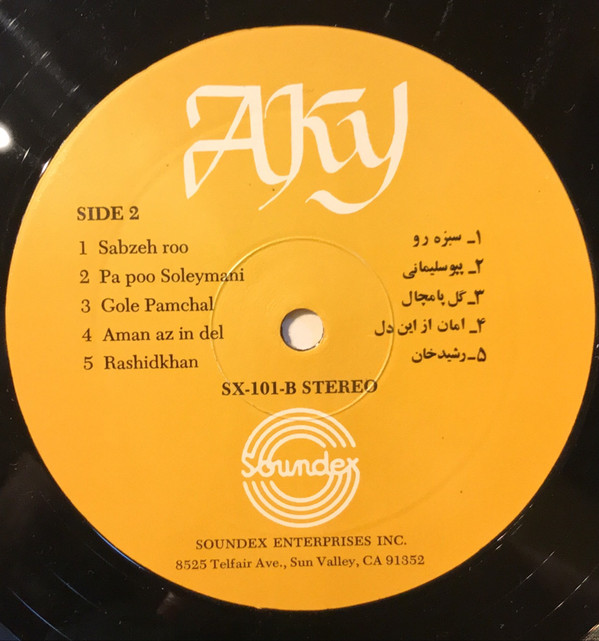 AKY
SIDE 2
1 Sabzeh roo
2 Pa poo Soleymani
3 Gole Pamchal
4 Aman az in del
5 Rashidkhan
۱_ سبزه رو
۲_ پپو سلیمانی
۳_ گل پامچال
۴_ امان از این دل
۵_ رشیدخان
SX-101-B STEREO
Soundex
SOUNDEX ENTERPRISES INC.
8525 Telfair Ave., Sun Valley, CA 91352